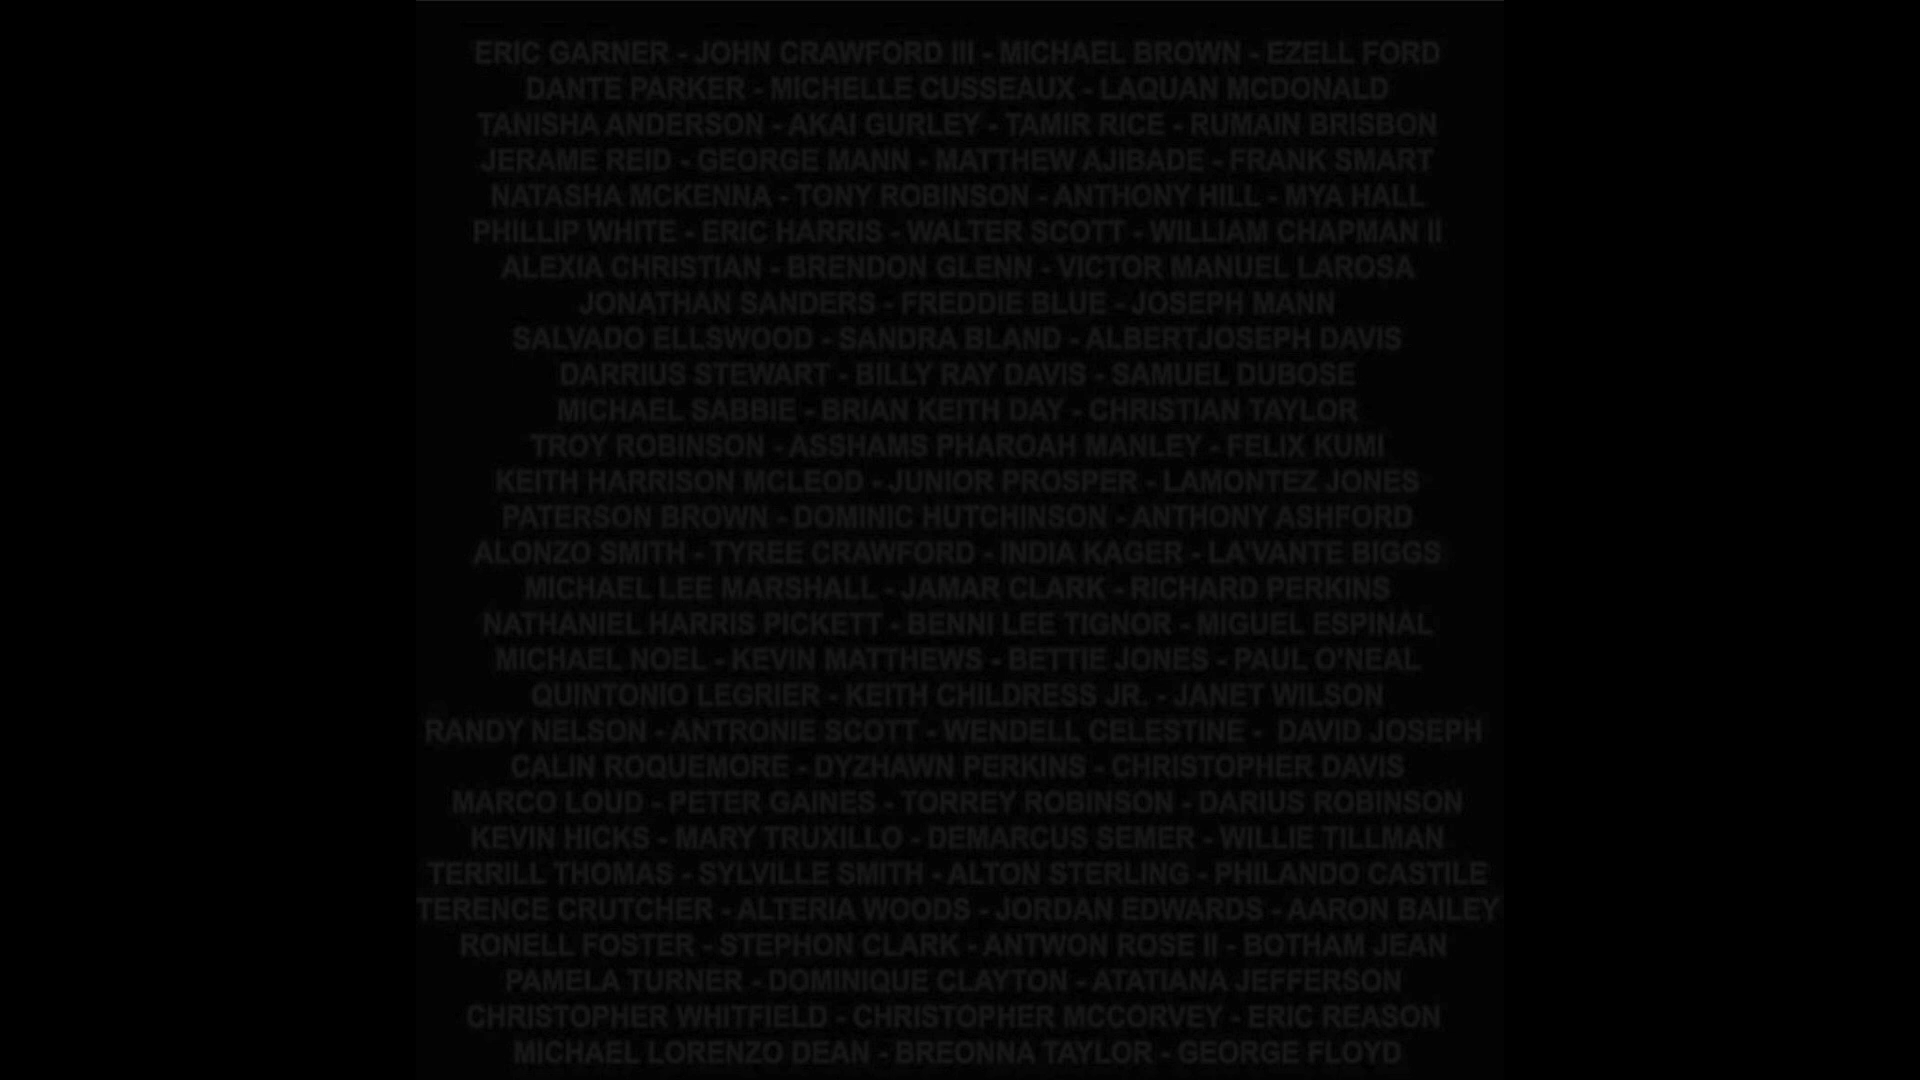 ERIC GARNER - JOHN CRAWFORD III - MICHAEL BROWN - EZELL FORD
DANTE PARKER - MICHELLE CUSSEAUX - LAQUAN MCDONALD
TANISHA ANDERSON - AKAI GURLEY - TAMIR RICE - RUMAIN BRISBON
JERAME REID - GEORGE MANN - MATTHEW AJIBADE - FRANK SMART
NATASHA MCKENNA - TONY ROBINSON - ANTHONY HILL - MYA HALL
PHILLIP WHITE - ERIC HARRIS - WALTER SCOTT - WILLIAM CHAPMAN II
ALEXIA CHRISTIAN - BRENDON GLENN - VICTOR MANUEL LAROSA
JONATHAN SANDERS - FREDDIE BLUE - JOSEPH MANN
SALVADO ELLSWOOD - SANDRA BLAND - ALBERTJOSEPH DAVIS
DARRIUS STEWART - BILLY RAY DAVIS - SAMUEL DUBOSE
MICHAEL SABBIE - BRIAN KEITH DAY - CHRISTIAN TAYLOR
TROY ROBINSON - ASSHAMS PHAROAH MANLEY - FELIX KUMI
KEITH HARRISON MCLEOD - JUNIOR PROSPER - LAMONTEZ JONES
PATERSON BROWN - DOMINIC HUTCHINSON - ANTHONY ASHFORD
ALONZO SMITH - TYREE CRAWFORD - INDIA KAGER - LA'VANTE BIGGS
MICHAEL LEE MARSHALL - JAMAR CLARK - RICHARD PERKINS
NATHANIEL HARRIS PICKETT - BENNI LEE TIGNOR - MIGUEL ESPINAL
MICHAEL NOEL - KEVIN MATTHEWS - BETTIE JONES - PAUL O'NEAL
QUINTONIO LEGRIER - KEITH CHILDRESS JR. - JANET WILSON
RANDY NELSON - ANTRONIE SCOTT - WENDELL CELESTINE - DAVID JOSEPH
CALIN ROQUEMORE - DYZHAWN PERKINS - CHRISTOPHER DAVIS
MARCO LOUD - PETER GAINES - TORREY ROBINSON - DARIUS ROBINSON
KEVIN HICKS - MARY TRUXILLO - DEMARCUS SEMER - WILLIE TILLMAN
TERRILL THOMAS - SYLVILLE SMITH - ALTON STERLING - PHILANDO CASTILE
TERENCE CRUTCHER - ALTERIA WOODS - JORDAN EDWARDS - AARON BAILEY
RONELL FOSTER - STEPHON CLARK - ANTWON ROSE II - BOTHAM JEAN
PAMELA TURNER - DOMINIQUE CLAYTON - ATATIANA JEFFERSON
CHRISTOPHER WHITFIELD - CHRISTOPHER MCCORVEY - ERIC REASON
MICHAEL LORENZO DEAN - BREONNA TAYLOR - GEORGE FLOYD